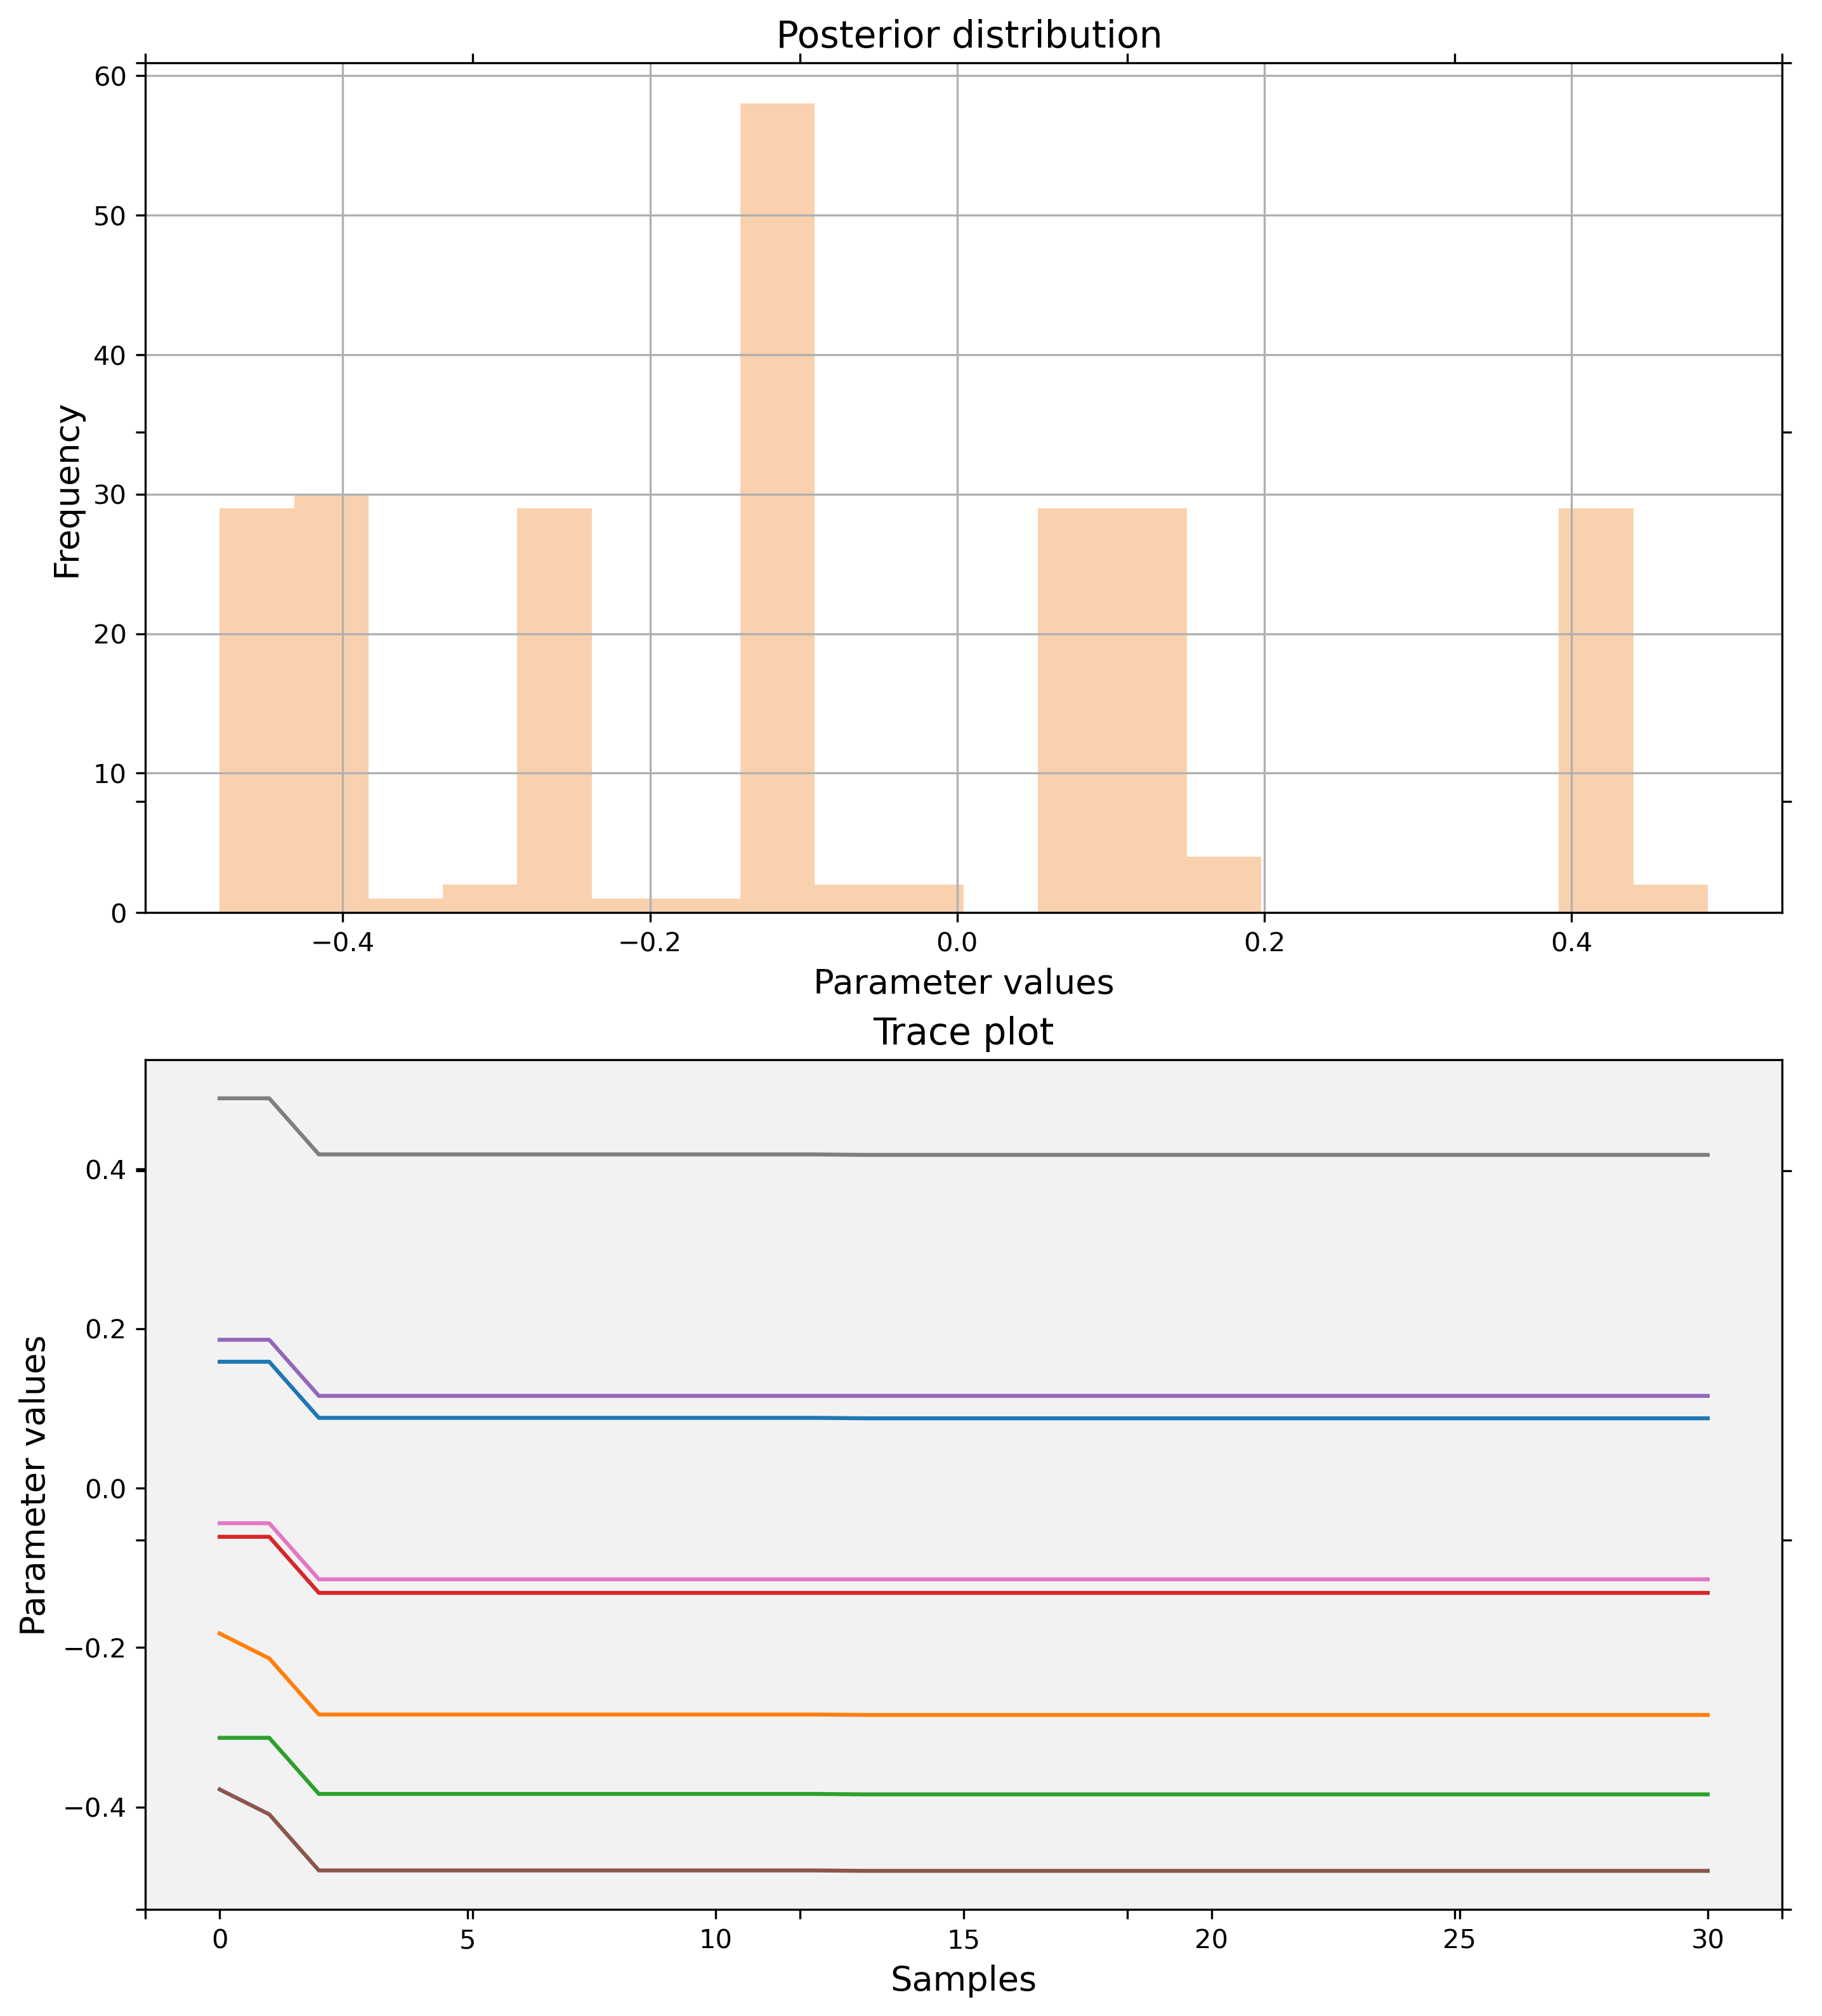 Posterior distribution
60
50
40
30
20
10
0
Frequency
−0.4 −0.2 0.0 0.2 0.4
Parameter values
Trace plot
0.4
0.2
0.0
−0.2
−0.4
Parameter values
0 5 10 15 20 25 30
Samples